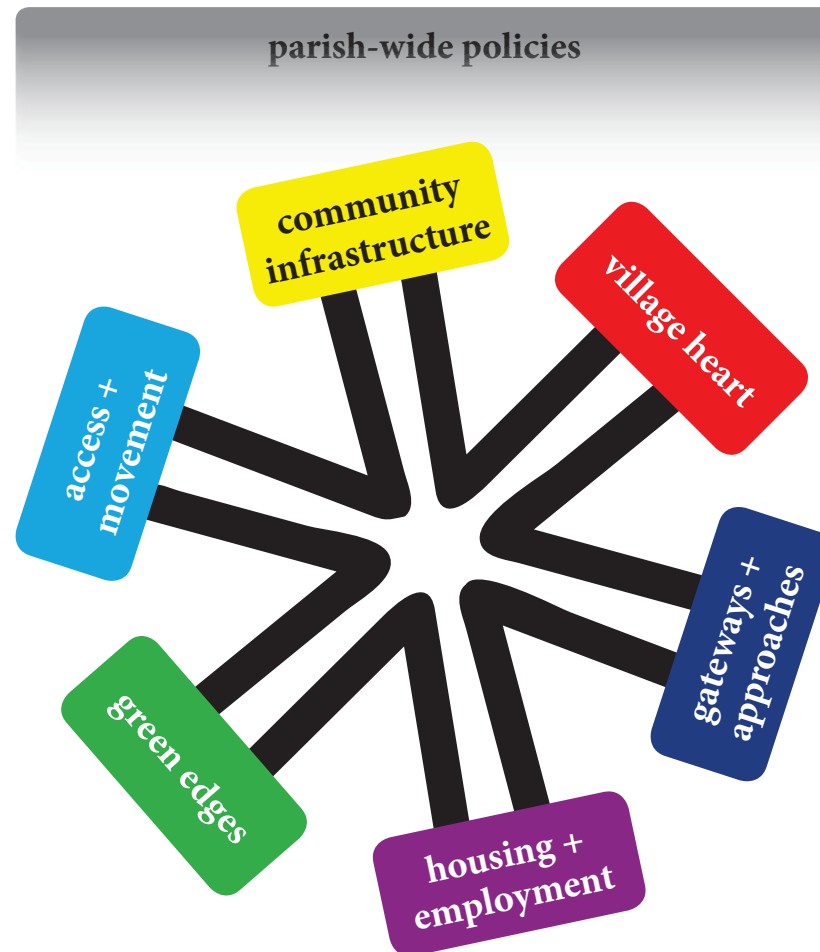 parish-wide policies
community
infrastructure
village heart
access +
movement
gateways +
approaches
green edges
housing +
employment